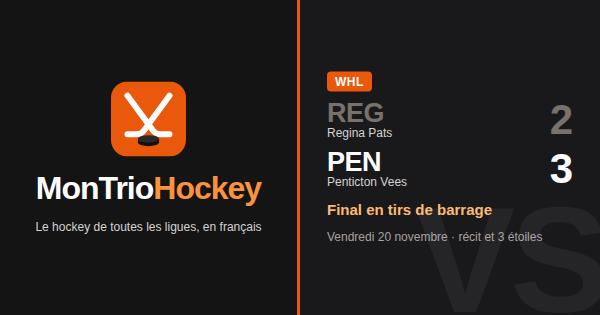 MonTrioHockey
Le hockey de toutes les ligues, en français
WHL
REG 2
Regina Pats
PEN 3
Penticton Vees
Final en tirs de barrage
Vendredi 20 novembre · récit et 3 étoiles
VS